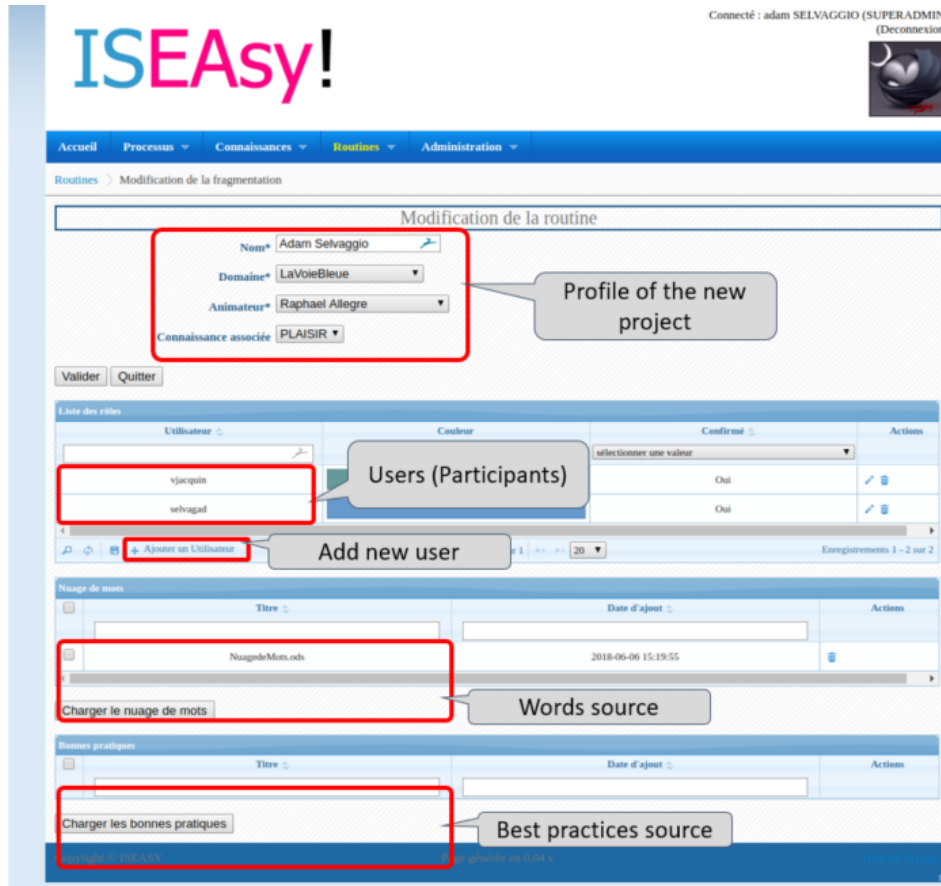 Connecté : adam SELVAGGIO (SUPERADMIN
(Deconnexion
ISEAsy!
Accueil Processus Connaissances Routines Administration
Routines Modification de la fragmentation
Modification de la routine
Nom* Adam Selvaggio
Domaine* LaVoieBleue
Animateur* Raphael Allegre
Connaissance associée PLAISIR
Profile of the new
project
Valider Quitter
Liste des rôles
Utilisateur Couleur Confirmé Actions
sélectionner une valeur
vjacquin Oui
selvagad Oui
Users (Participants)
Ajouter un Utilisateur 1 20 Enregistrements 1 - 2 sur 2
Add new user
Nuage de mots
Titre Date d'ajout Actions
NuagedeMots.ods 2018-06-06 15:19:55
Charger le nuage de mots
Words source
Bonnes pratiques
Titre Date d'ajout Actions
Charger les bonnes pratiques
Best practices source
Copyright © ISEASY Page générée en 0,04 s